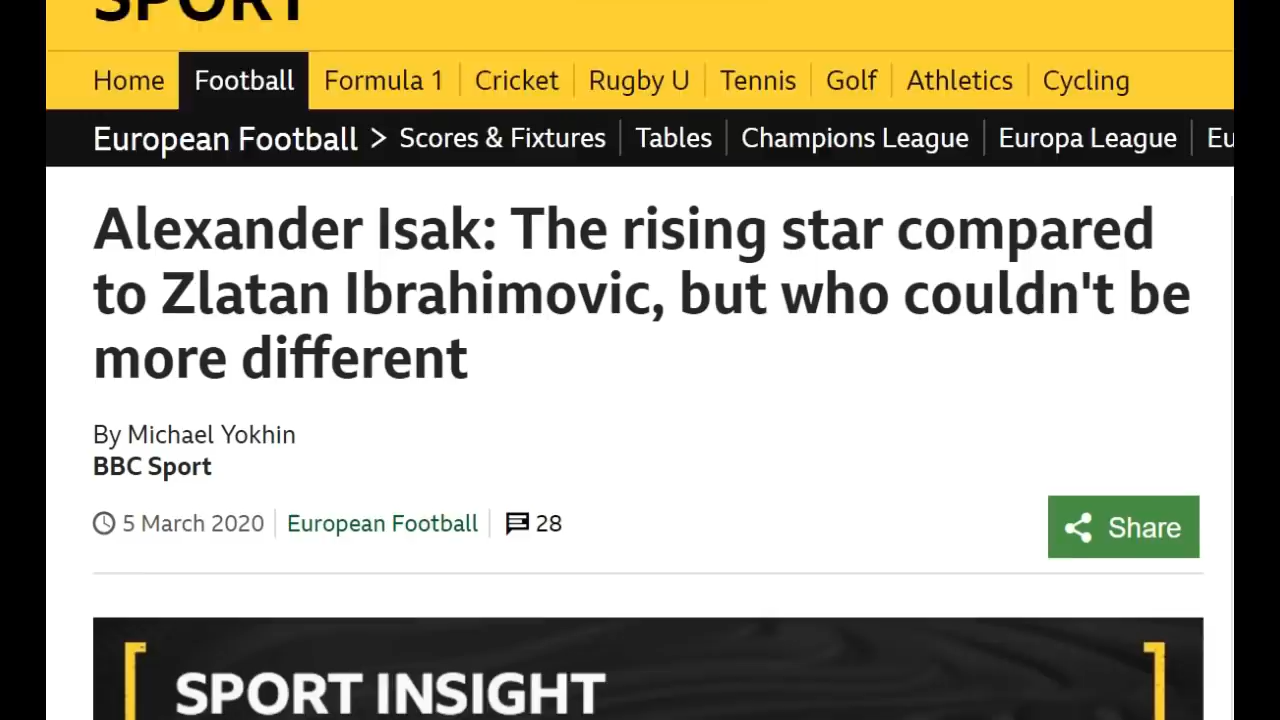 SPORT
Home Football Formula 1 Cricket Rugby U Tennis Golf Athletics Cycling
European Football > Scores & Fixtures Tables Champions League Europa League Eu
Alexander Isak: The rising star compared
to Zlatan Ibrahimovic, but who couldn't be
more different
By Michael Yokhin
BBC Sport
5 March 2020 European Football 28
Share
SPORT INSIGHT